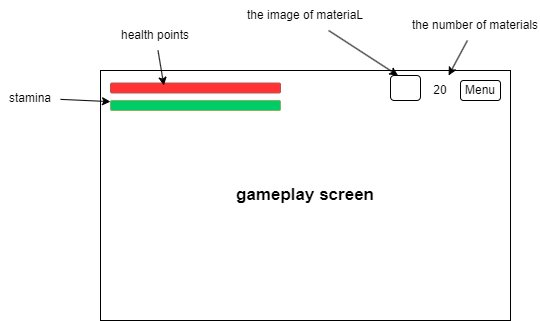 the image of materiaL
the number of materials
health points
stamina
20
Menu
gameplay screen